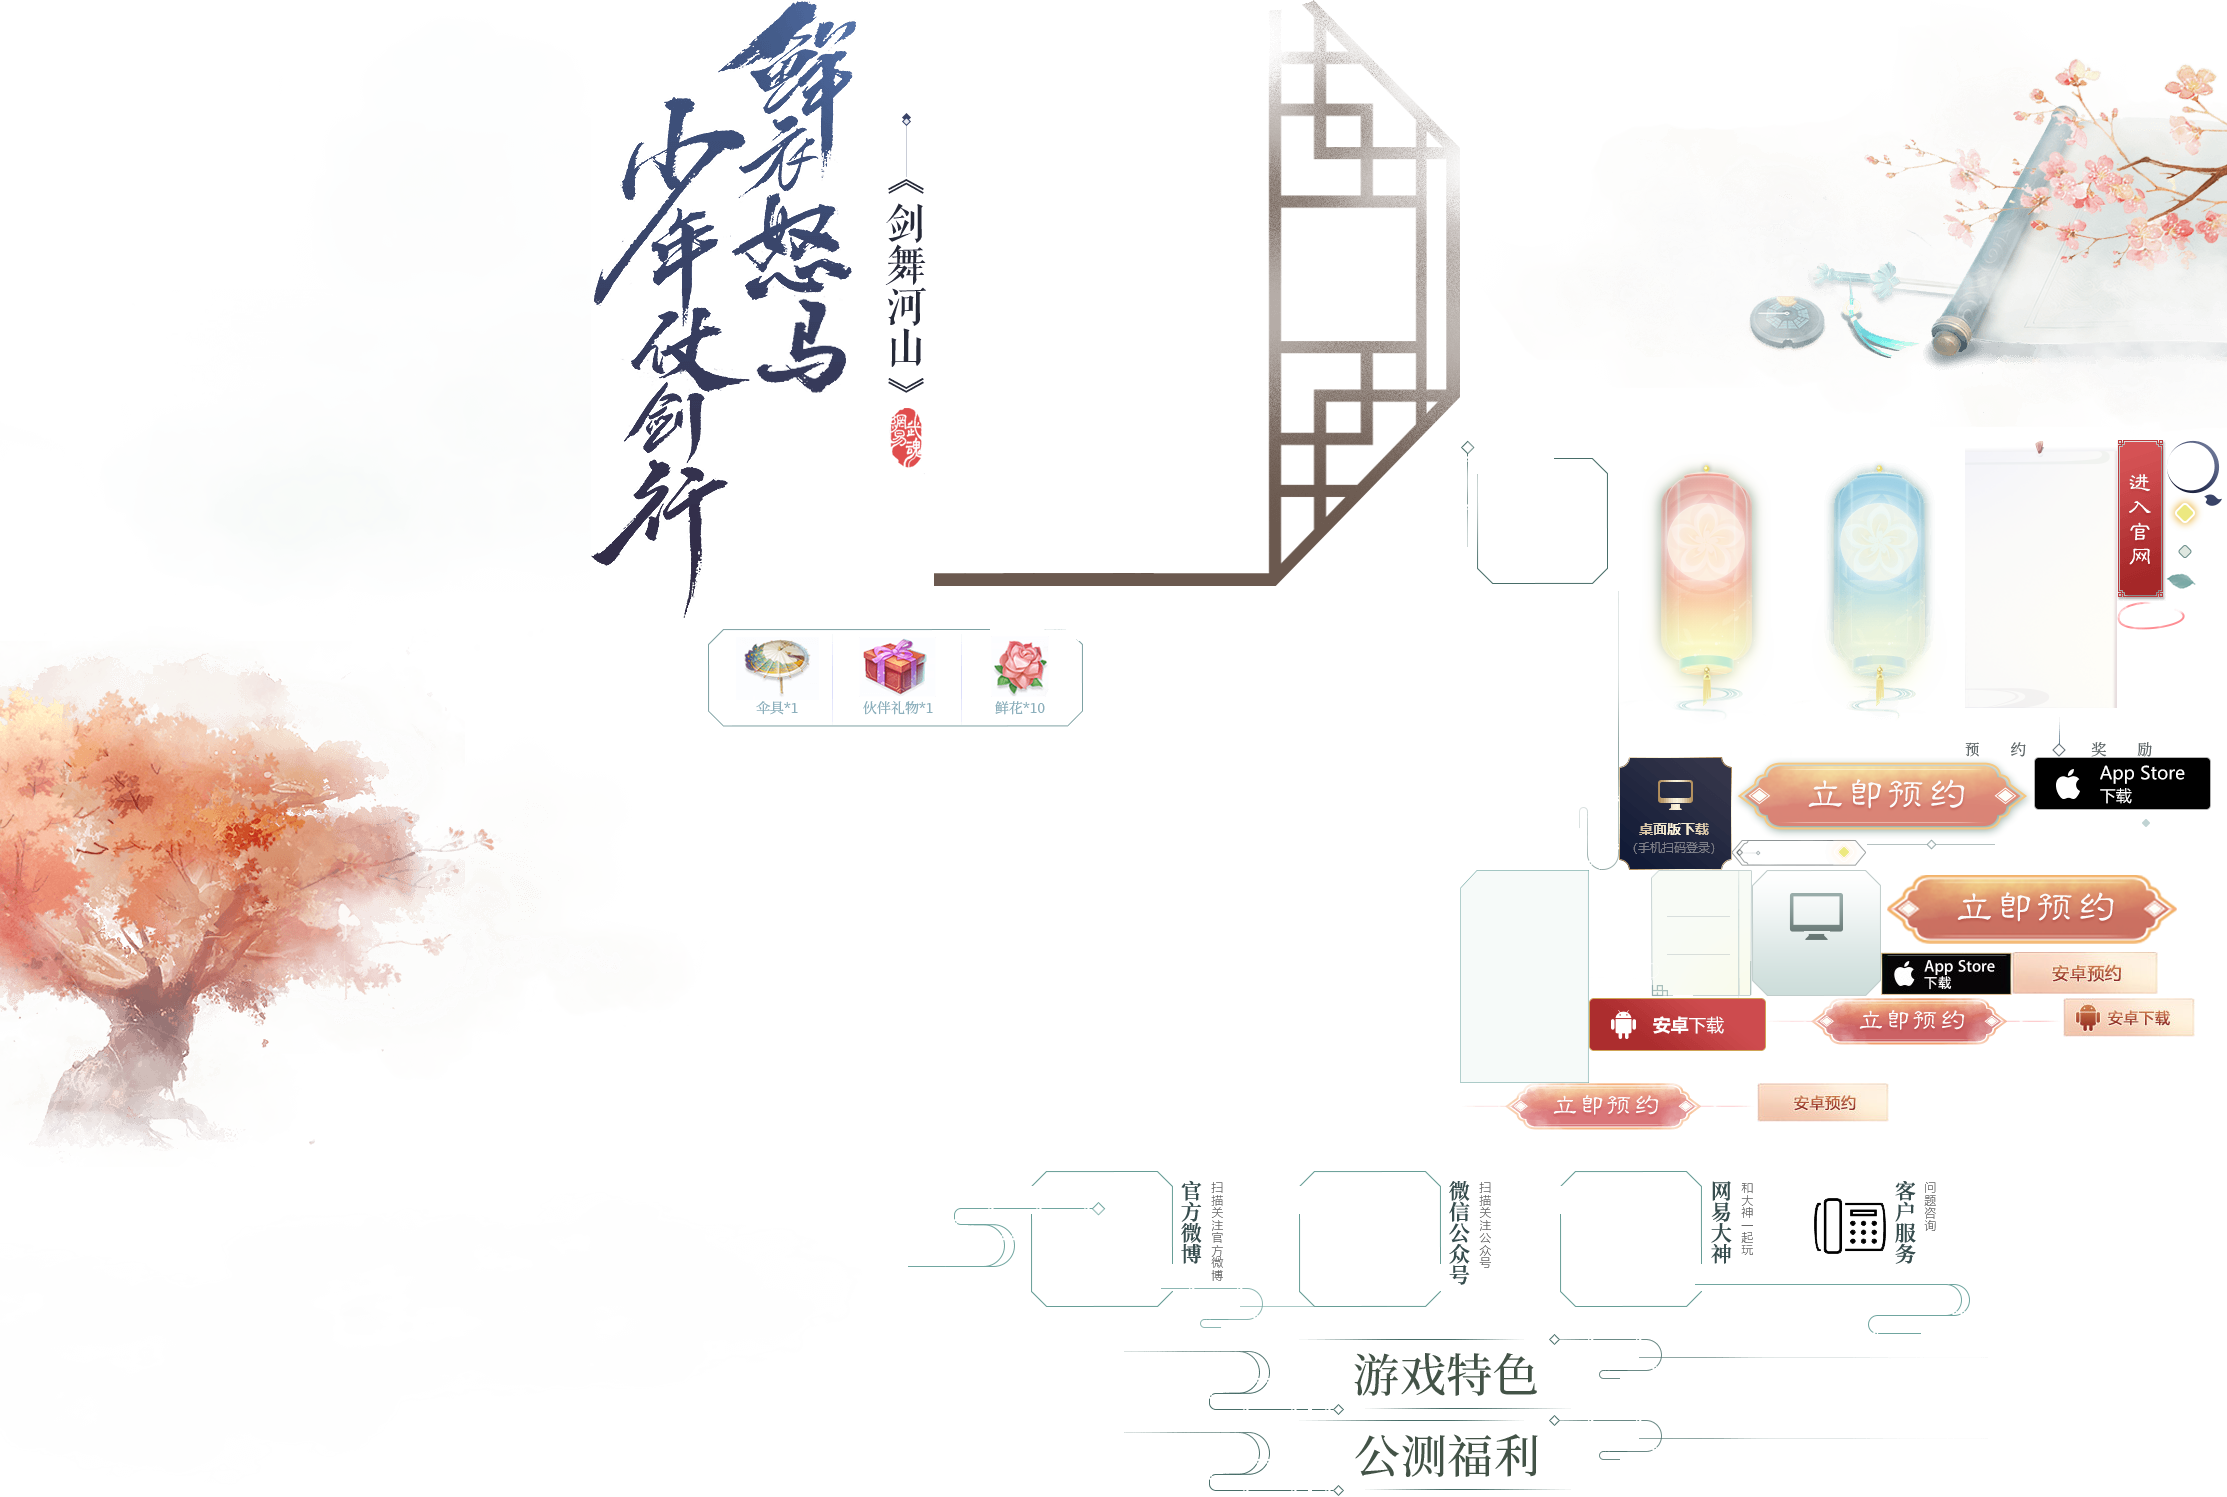 鲜衣怒马
少年仗剑行
《剑舞河山》
網易
武魂
进入官网
伞具*1
伙伴礼物*1
鲜花*10
预约奖励
桌面版下载
(手机扫码登录)
立即预约
App Store
下载
立即预约
App Store
下载
安卓预约
安卓下载
立即预约
安卓下载
立即预约
安卓预约
官方微博
扫描关注官方微博
微信公众号
扫描关注公众号
网易大神
和大神一起玩
客户服务
问题咨询
游戏特色
公测福利